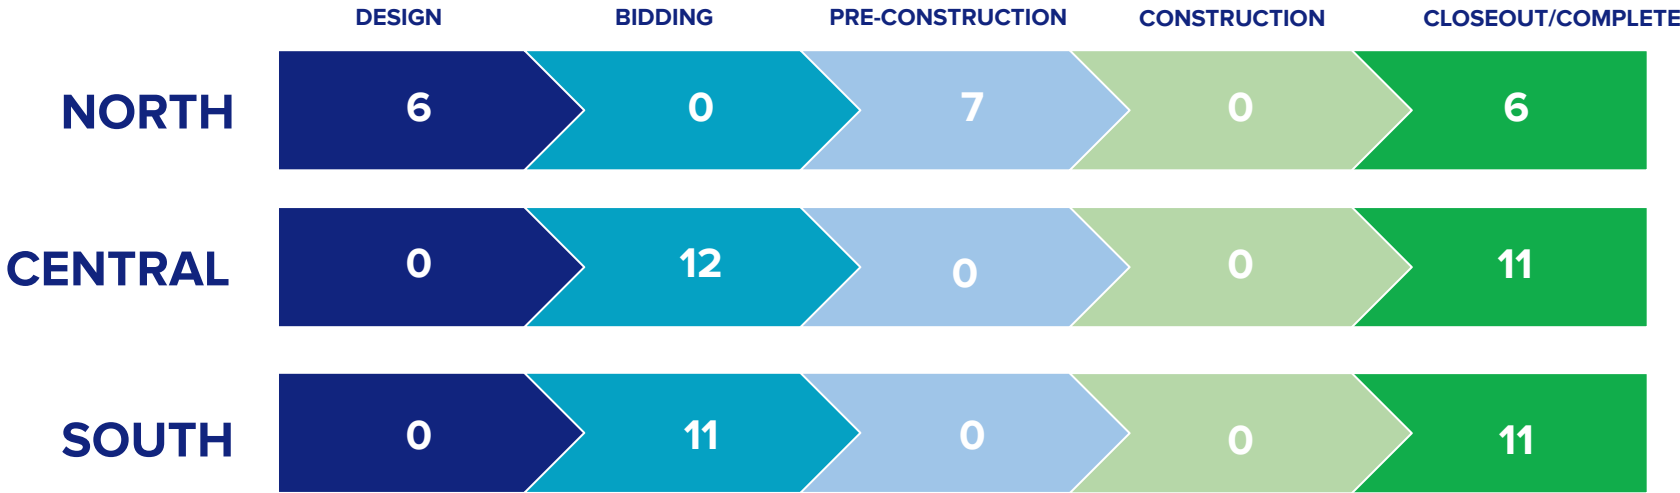 DESIGN BIDDING PRE-CONSTRUCTION CONSTRUCTION CLOSEOUT/COMPLETE
NORTH 6 0 7 0 6
CENTRAL 0 12 0 0 11
SOUTH 0 11 0 0 11